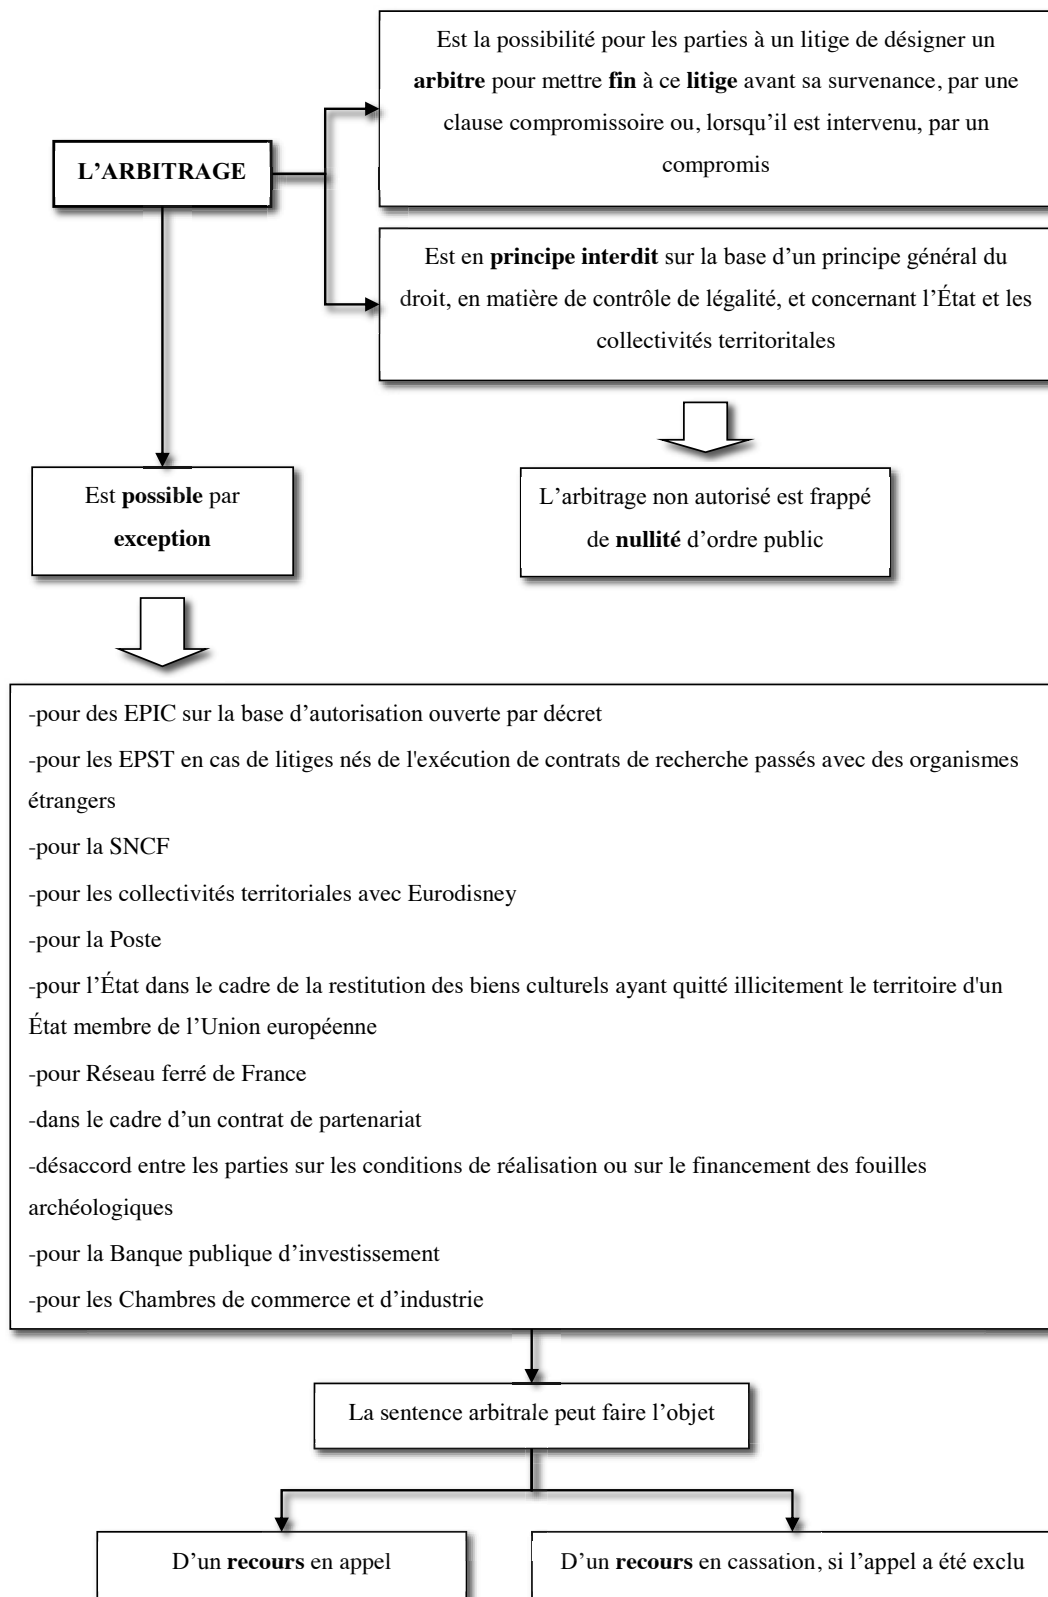 Est la possibilité pour les parties à un litige de désigner un
arbitre pour mettre fin à ce litige avant sa survenance, par une
clause compromissoire ou, lorsqu’il est intervenu, par un
compromis
L’ARBITRAGE
Est en principe interdit sur la base d’un principe général du
droit, en matière de contrôle de légalité, et concernant l’État et les
collectivités territoritales
Est possible par
exception
L’arbitrage non autorisé est frappé
de nullité d’ordre public
-pour des EPIC sur la base d’autorisation ouverte par décret
-pour les EPST en cas de litiges nés de l'exécution de contrats de recherche passés avec des organismes
étrangers
-pour la SNCF
-pour les collectivités territoriales avec Eurodisney
-pour la Poste
-pour l’État dans le cadre de la restitution des biens culturels ayant quitté illicitement le territoire d'un
État membre de l’Union européenne
-pour Réseau ferré de France
-dans le cadre d’un contrat de partenariat
-désaccord entre les parties sur les conditions de réalisation ou sur le financement des fouilles
archéologiques
-pour la Banque publique d’investissement
-pour les Chambres de commerce et d’industrie
La sentence arbitrale peut faire l’objet
D’un recours en appel
D’un recours en cassation, si l’appel a été exclu